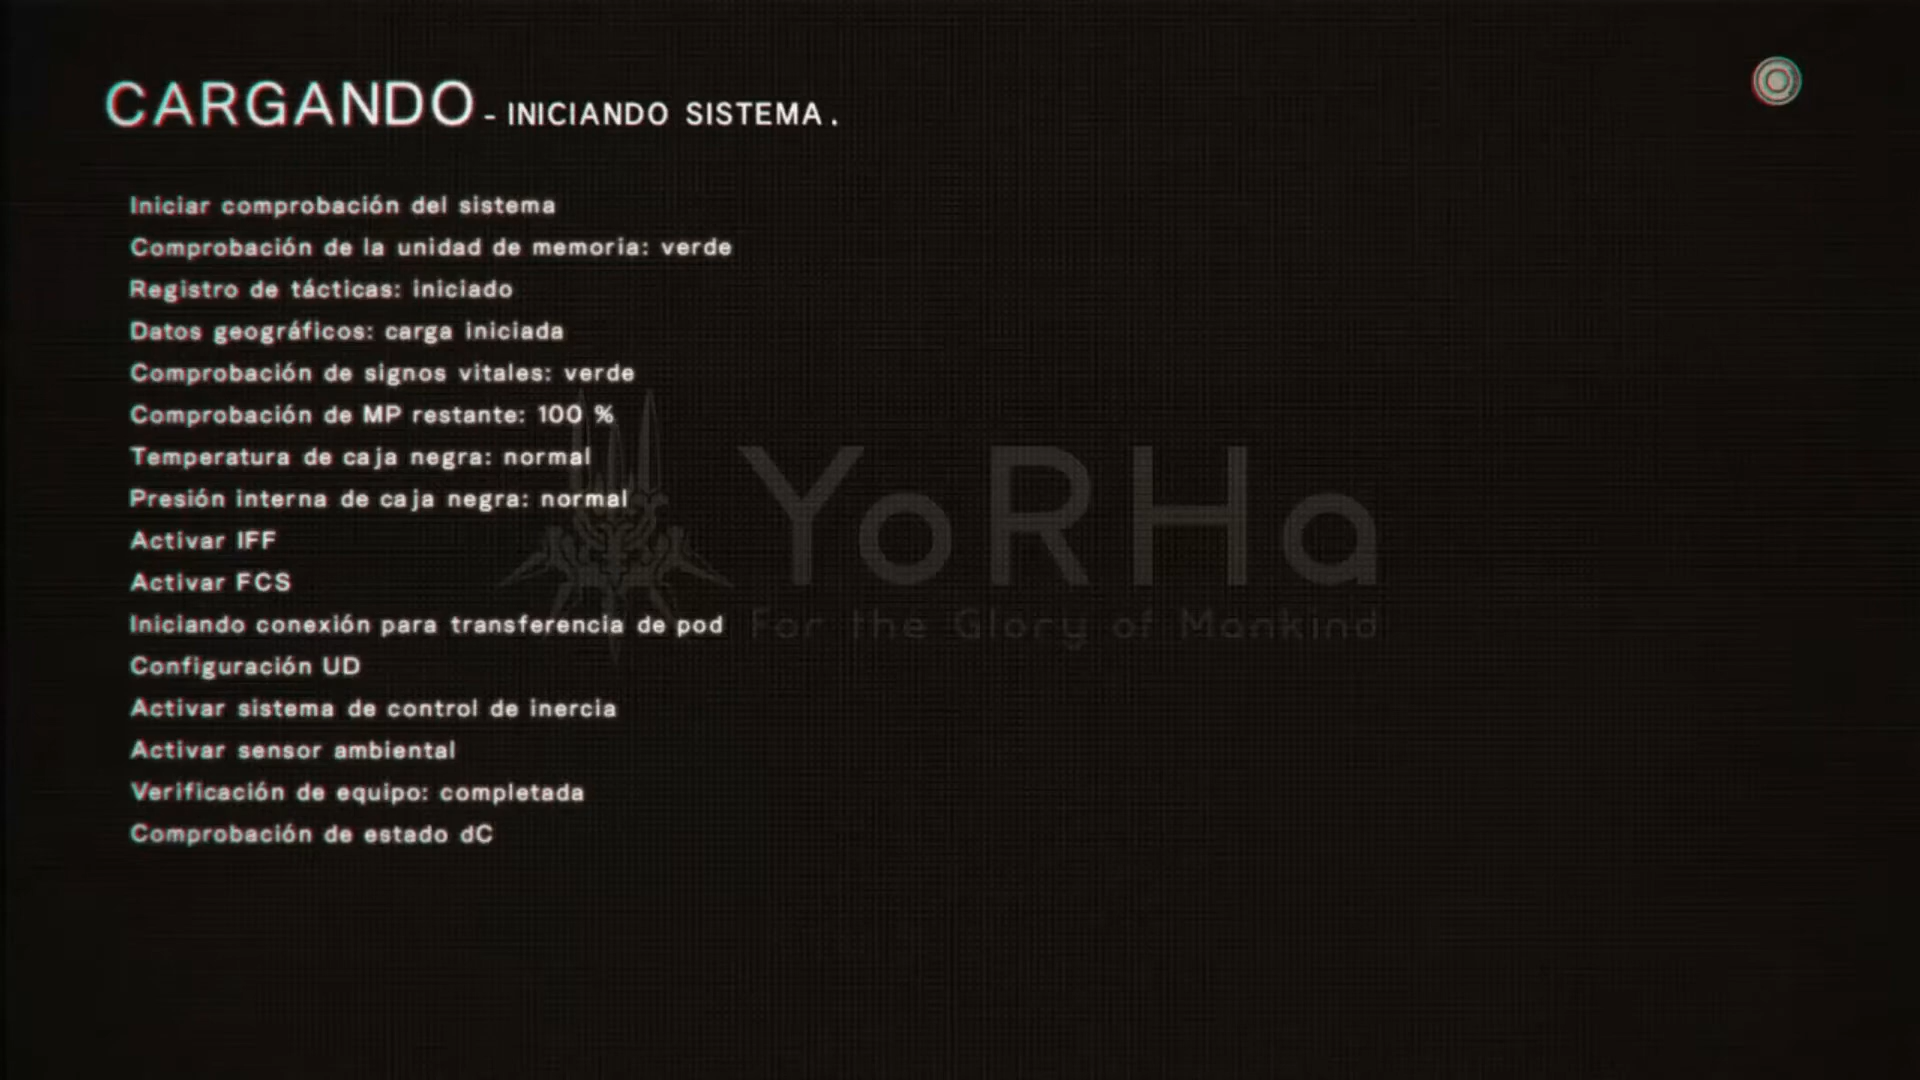 CARGANDO - INICIANDO SISTEMA.
Iniciar comprobación del sistema
Comprobación de la unidad de memoria: verde
Registro de tácticas: iniciado
Datos geográficos: carga iniciada
Comprobación de signos vitales: verde
Comprobación de MP restante: 100 %
Temperatura de caja negra: normal
Presión interna de caja negra: normal
Activar IFF
Activar FCS
Iniciando conexión para transferencia de pod
Configuración UD
Activar sistema de control de inercia
Activar sensor ambiental
Verificación de equipo: completada
Comprobación de estado dC
YoRHa
For the Glory of Mankind